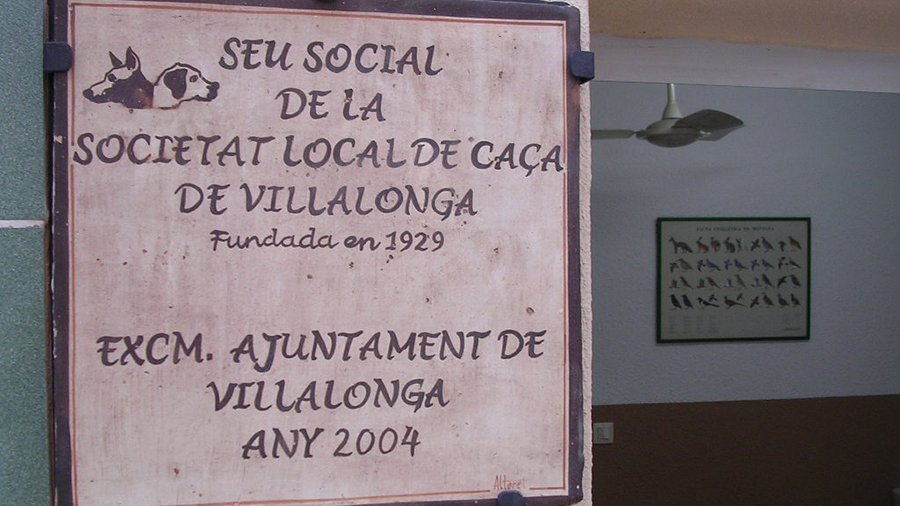 SEU SOCIAL
DE LA
SOCIETAT LOCAL DE CAÇA
DE VILLALONGA
Fundada en 1929
EXCM. AJUNTAMENT DE
VILLALONGA
ANY 2004